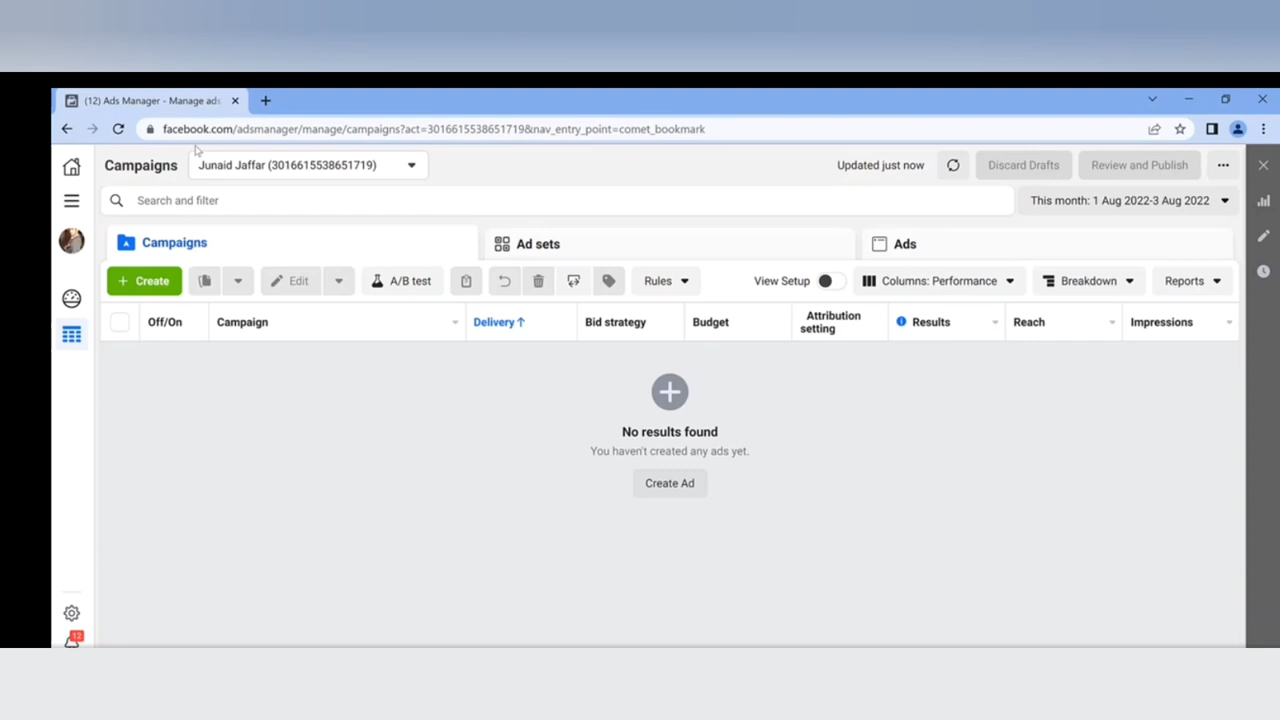 (12) Ads Manager - Manage ads
facebook.com/adsmanager/manage/campaigns?act=3016615538651719&nav_entry_point=comet_bookmark
Campaigns
Junaid Jaffar (3016615538651719)
Updated just now
Discard Drafts
Review and Publish
Search and filter
This month: 1 Aug 2022-3 Aug 2022
Campaigns
Ad sets
Ads
+ Create
Edit
A/B test
Rules
View Setup
Columns: Performance
Breakdown
Reports
Off/On
Campaign
Delivery ↑
Bid strategy
Budget
Attribution
setting
Results
Reach
Impressions
No results found
You haven't created any ads yet.
Create Ad
12